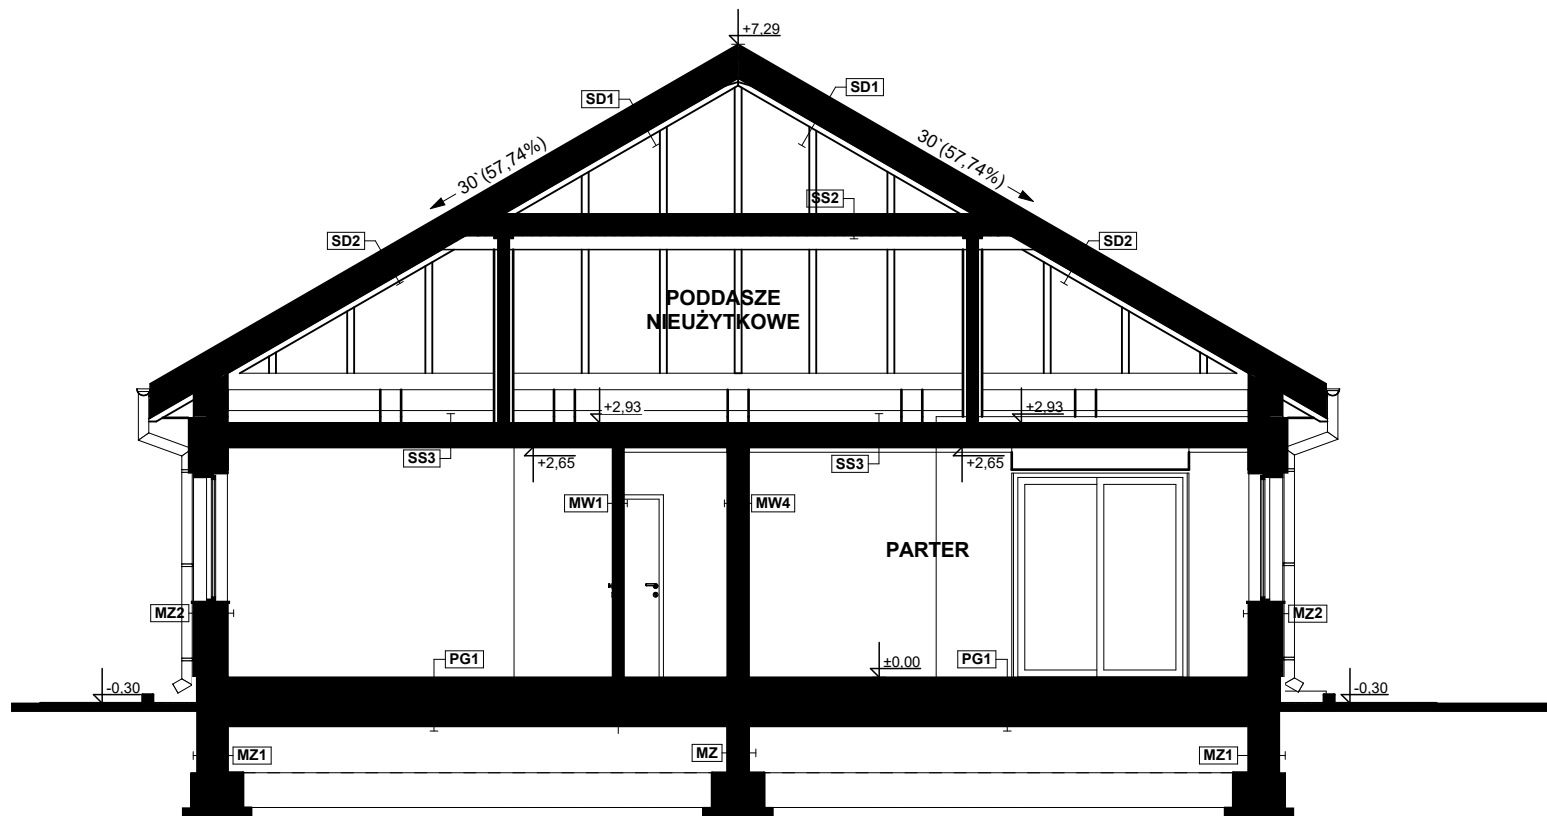 +7,29
SD1
SD1
30°(57,74%)
30°(57,74%)
SS2
SD2
SD2
PODDASZE
NIEUŻYTKOWE
+2,93
+2,93
SS3
+2,65
SS3
+2,65
MW1
MW4
PARTER
MZ2
MZ2
PG1
±0,00
PG1
-0,30
-0,30
MZ1
MZ
MZ1